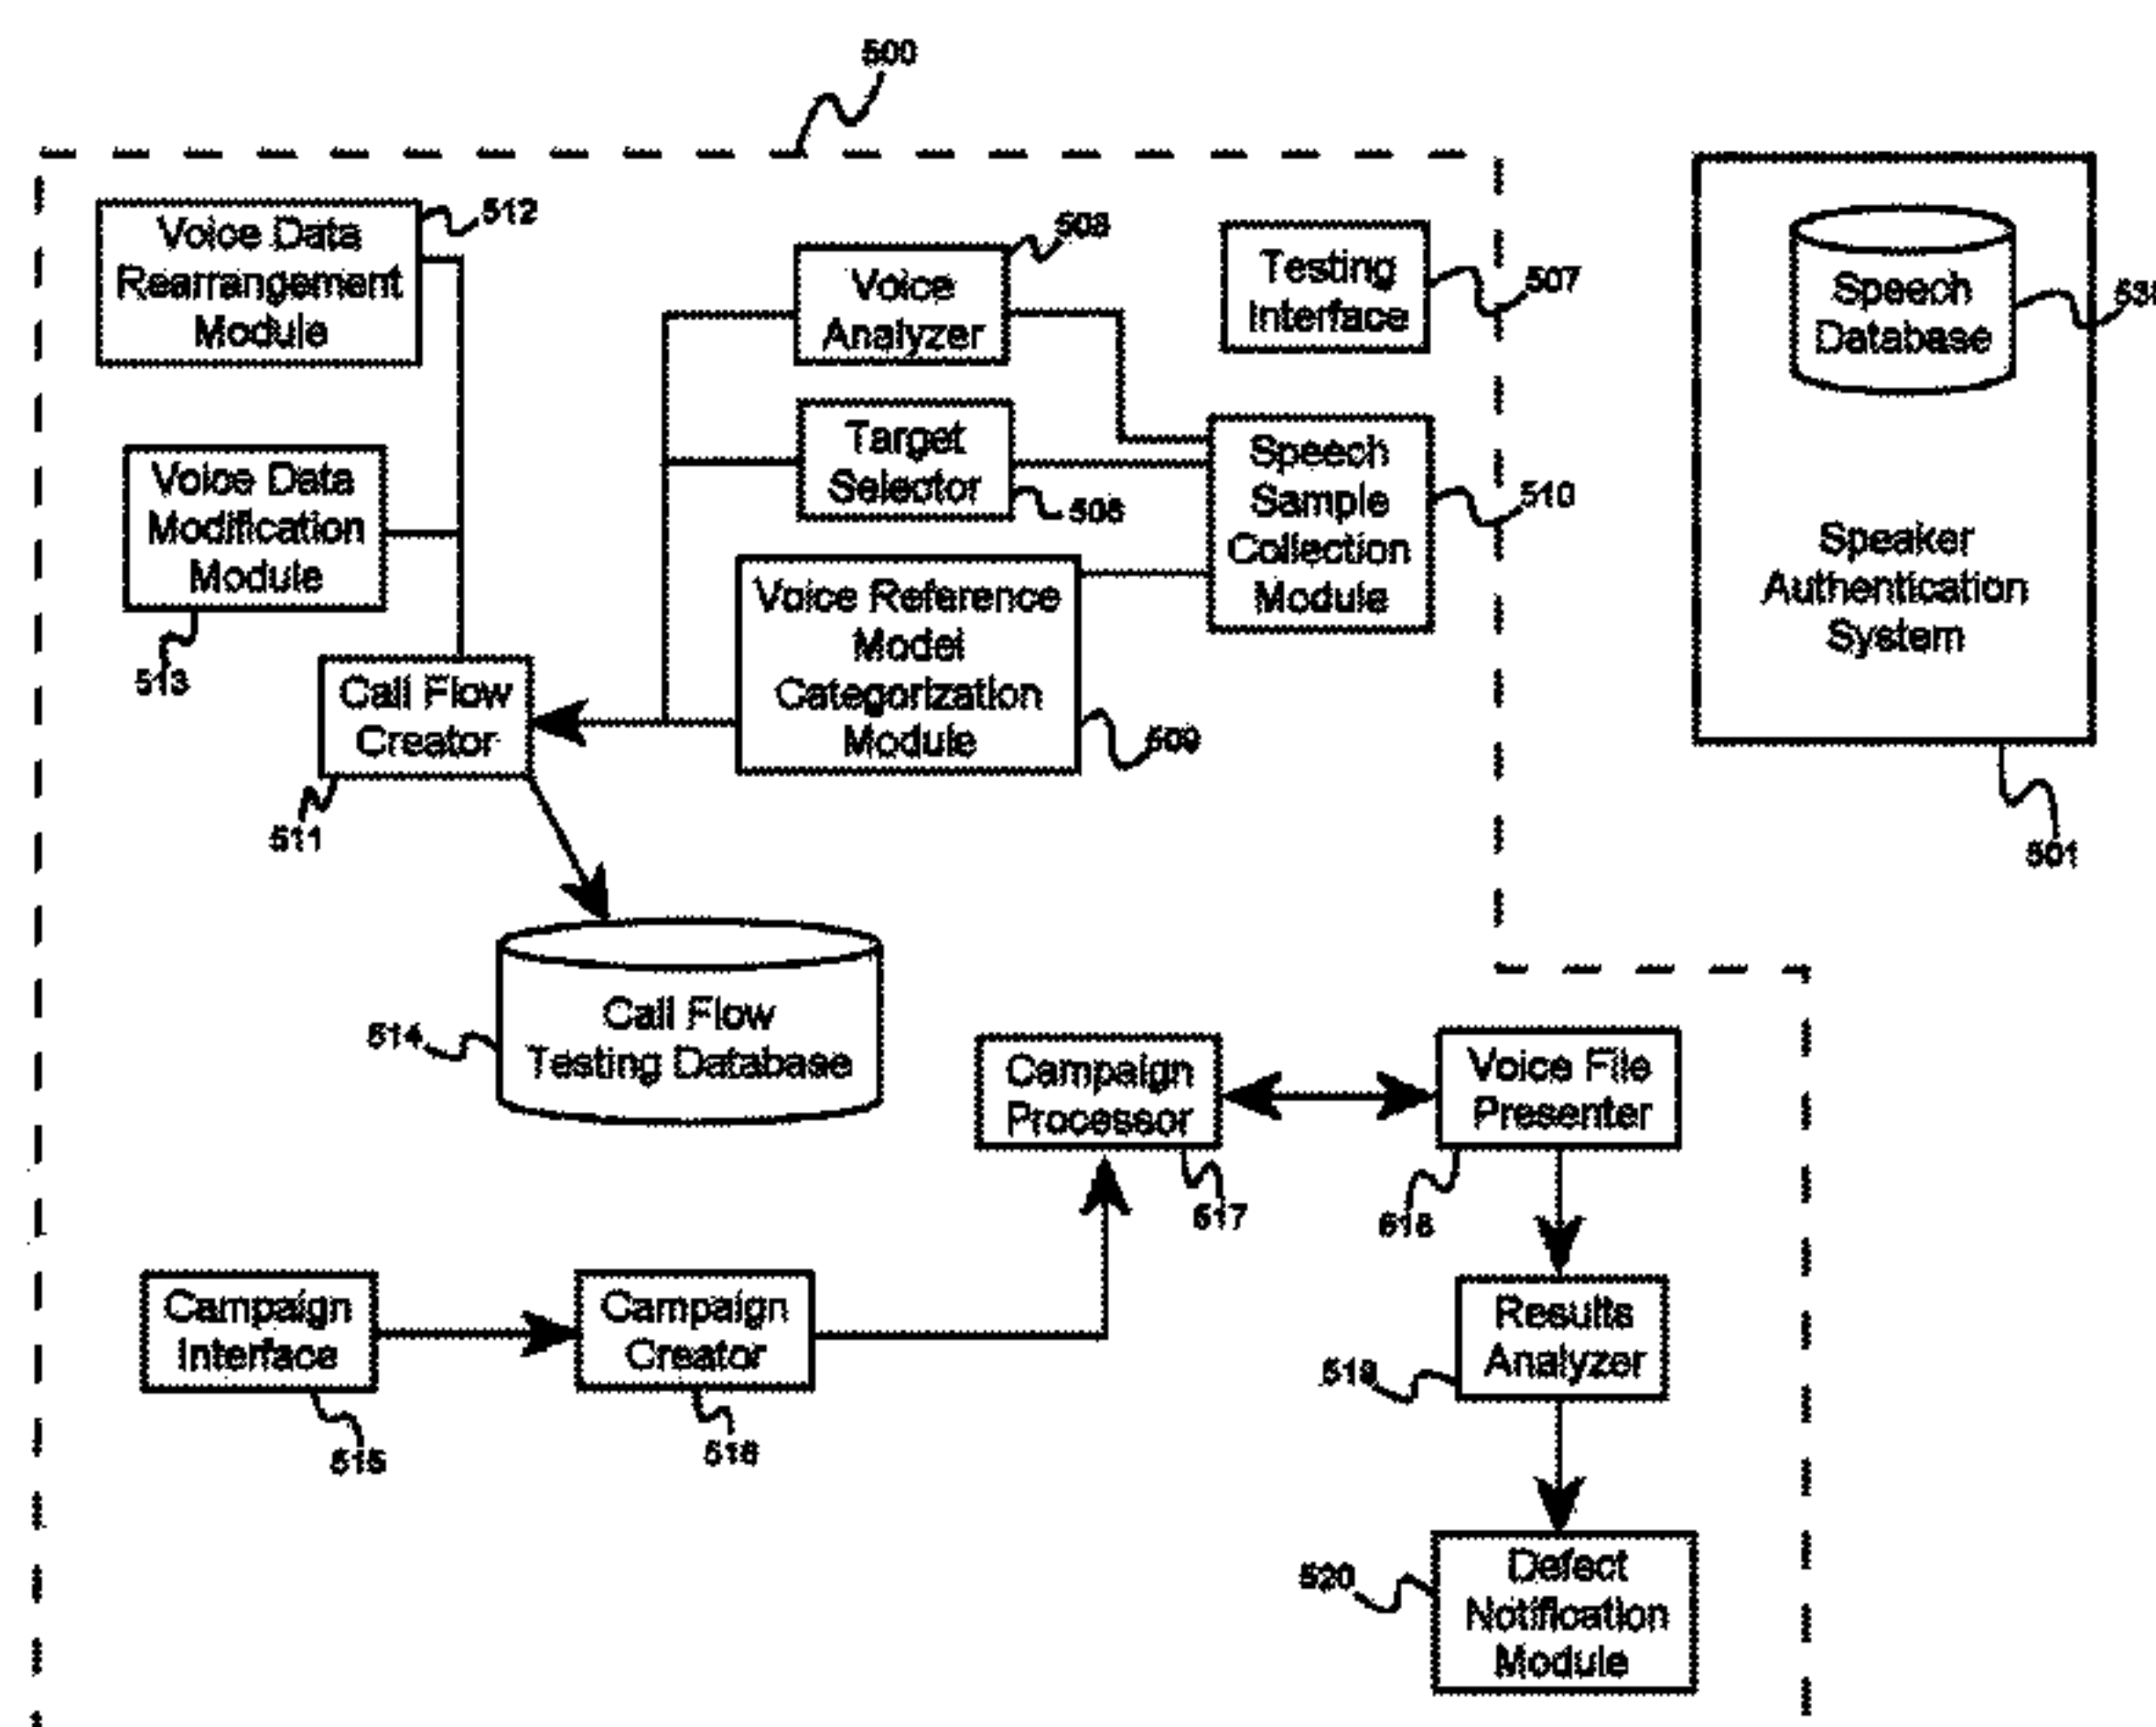 500
Voice Data
Rearrangement
Module
512
Voice
Analyzer
508
Testing
Interface
507
Speech
Database
Speaker
Authentication
System
501
Voice Data
Modification
Module
513
Target
Selector
Speech
Sample
Collection
Module
510
Voice Reference
Model
Categorization
Module
509
Call Flow
Creator
511
Call Flow
Testing Database
514
Campaign
Processor
517
Voice File
Presenter
518
Campaign
Interface
515
Campaign
Creator
516
Results
Analyzer
519
Defect
Notification
Module
520